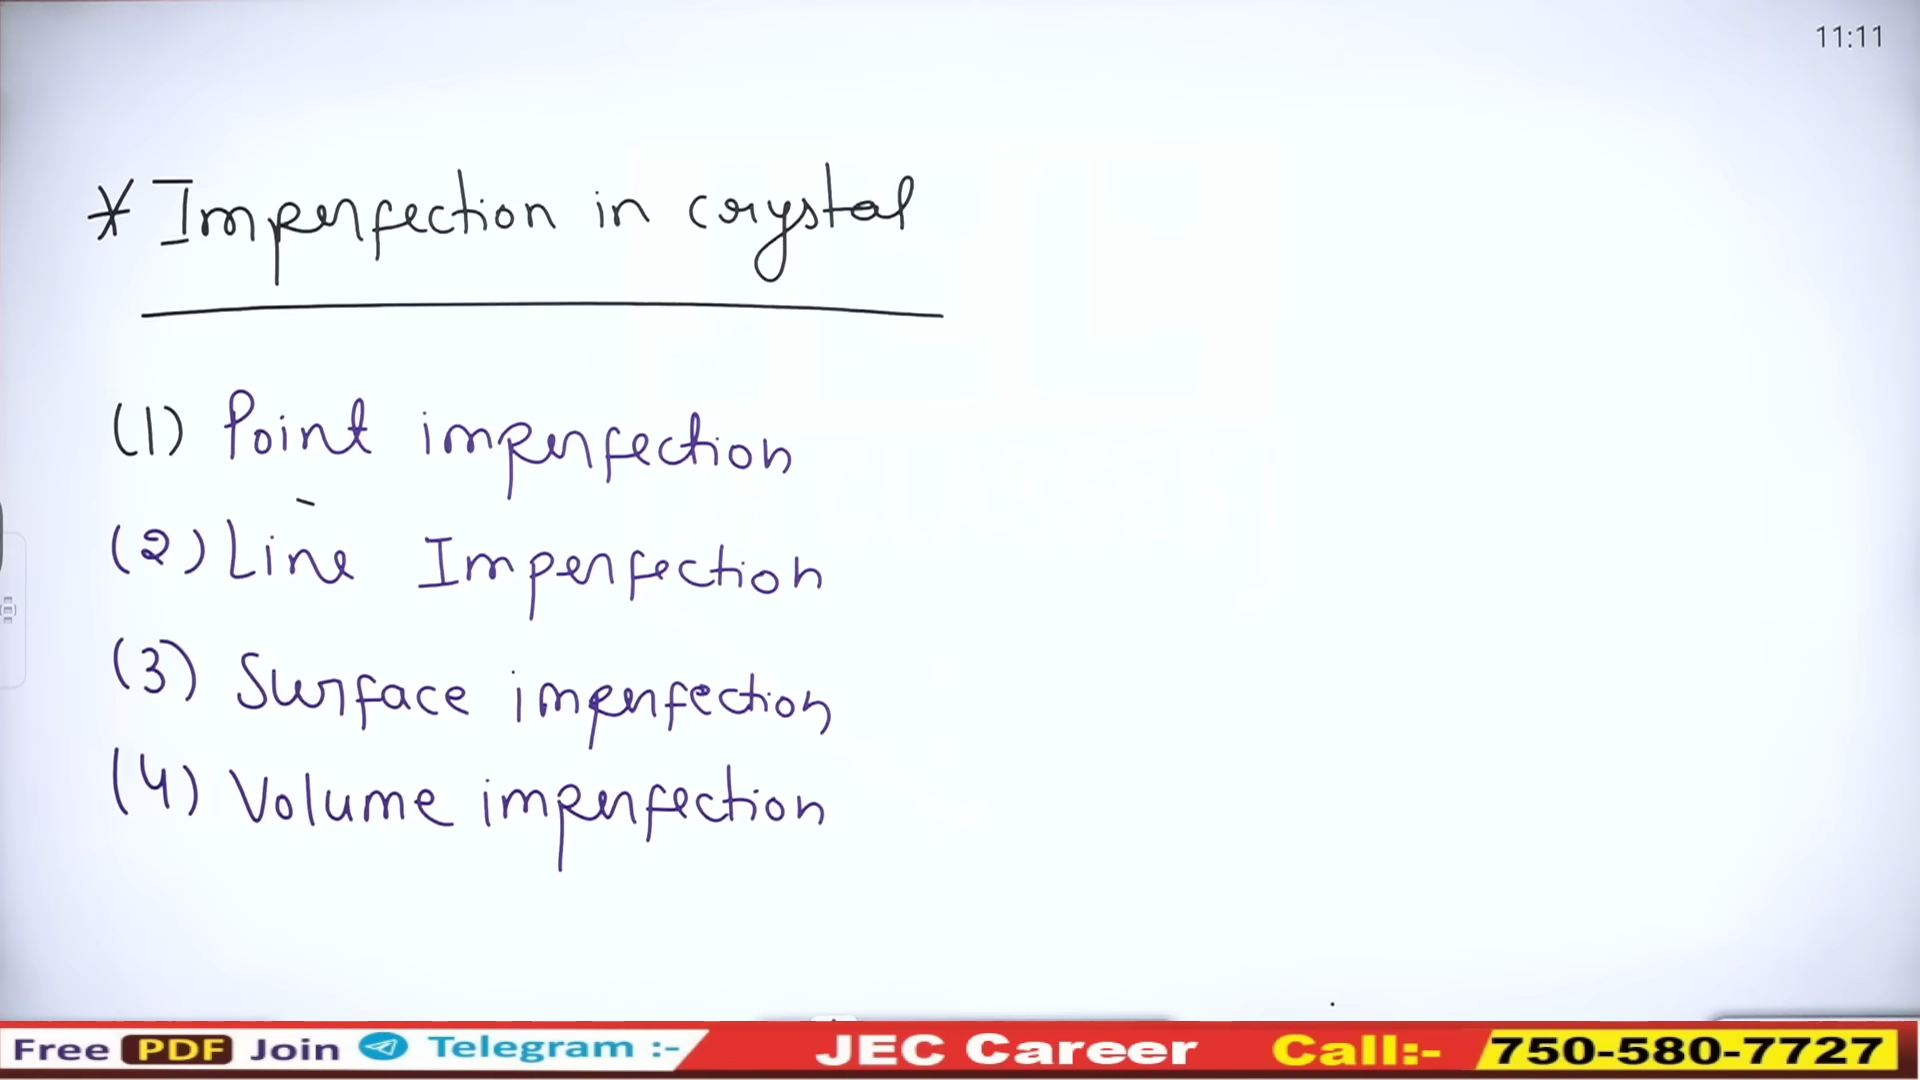 11:11
* Imperfection in crystal
(1) Point imperfection
(2) Line Imperfection
(3) Surface imperfection
(4) Volume imperfection
Free PDF Join Telegram :- JEC Career Call:- 750-580-7727